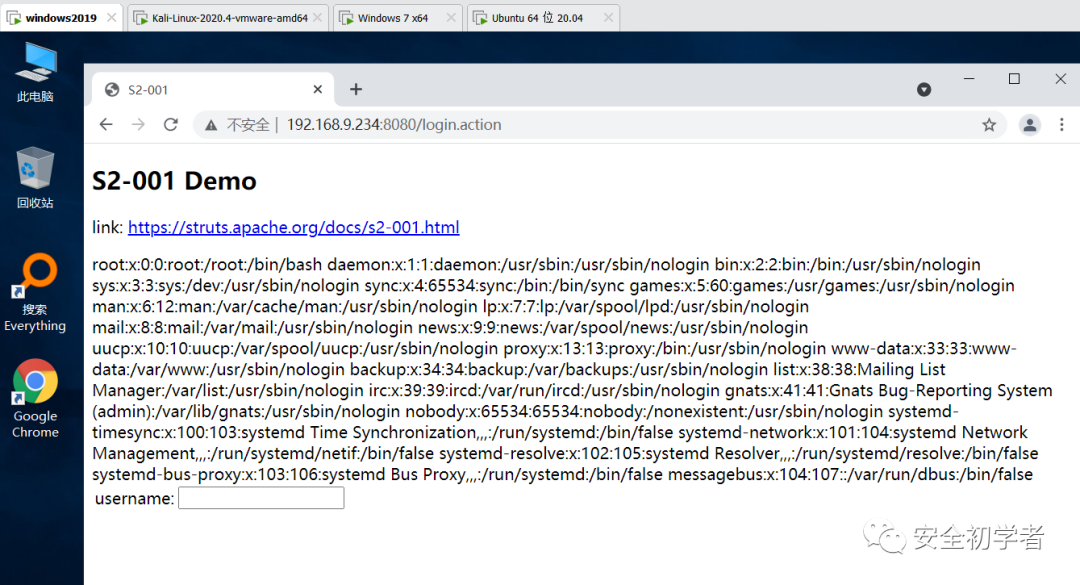 windows2019
Kali-Linux-2020.4-vmware-amd64
Windows 7 x64
Ubuntu 64 位 20.04
此电脑
回收站
搜索
Everything
Google
Chrome
S2-001
不安全 | 192.168.9.234:8080/login.action
S2-001 Demo
link: https://struts.apache.org/docs/s2-001.html
root:x:0:0:root:/root:/bin/bash daemon:x:1:1:daemon:/usr/sbin:/usr/sbin/nologin bin:x:2:2:bin:/bin:/usr/sbin/nologin
sys:x:3:3:sys:/dev:/usr/sbin/nologin sync:x:4:65534:sync:/bin:/bin/sync games:x:5:60:games:/usr/games:/usr/sbin/nologin
man:x:6:12:man:/var/cache/man:/usr/sbin/nologin lp:x:7:7:lp:/var/spool/lpd:/usr/sbin/nologin
mail:x:8:8:mail:/var/mail:/usr/sbin/nologin news:x:9:9:news:/var/spool/news:/usr/sbin/nologin
uucp:x:10:10:uucp:/var/spool/uucp:/usr/sbin/nologin proxy:x:13:13:proxy:/bin:/usr/sbin/nologin www-data:x:33:33:www-
data:/var/www:/usr/sbin/nologin backup:x:34:34:backup:/var/backups:/usr/sbin/nologin list:x:38:38:Mailing List
Manager:/var/list:/usr/sbin/nologin irc:x:39:39:ircd:/var/run/ircd:/usr/sbin/nologin gnats:x:41:41:Gnats Bug-Reporting System
(admin):/var/lib/gnats:/usr/sbin/nologin nobody:x:65534:65534:nobody:/nonexistent:/usr/sbin/nologin systemd-
timesync:x:100:103:systemd Time Synchronization,,,:/run/systemd:/bin/false systemd-network:x:101:104:systemd Network
Management,,,:/run/systemd/netif:/bin/false systemd-resolve:x:102:105:systemd Resolver,,,:/run/systemd/resolve:/bin/false
systemd-bus-proxy:x:103:106:systemd Bus Proxy,,,:/run/systemd:/bin/false messagebus:x:104:107::/var/run/dbus:/bin/false
username:
安全初学者